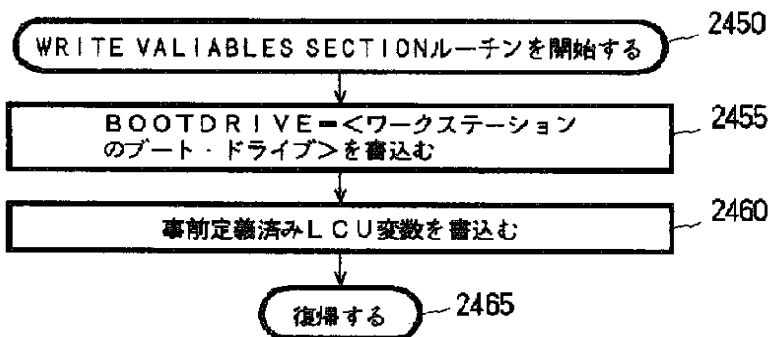 WRITE VALIABLES SECTIONルーチンを開始する
2450
BOOTDRIVE=<ワークステーション
のブート・ドライブ>を書込む
2455
事前定義済みLCU変数を書込む
2460
復帰する
2465